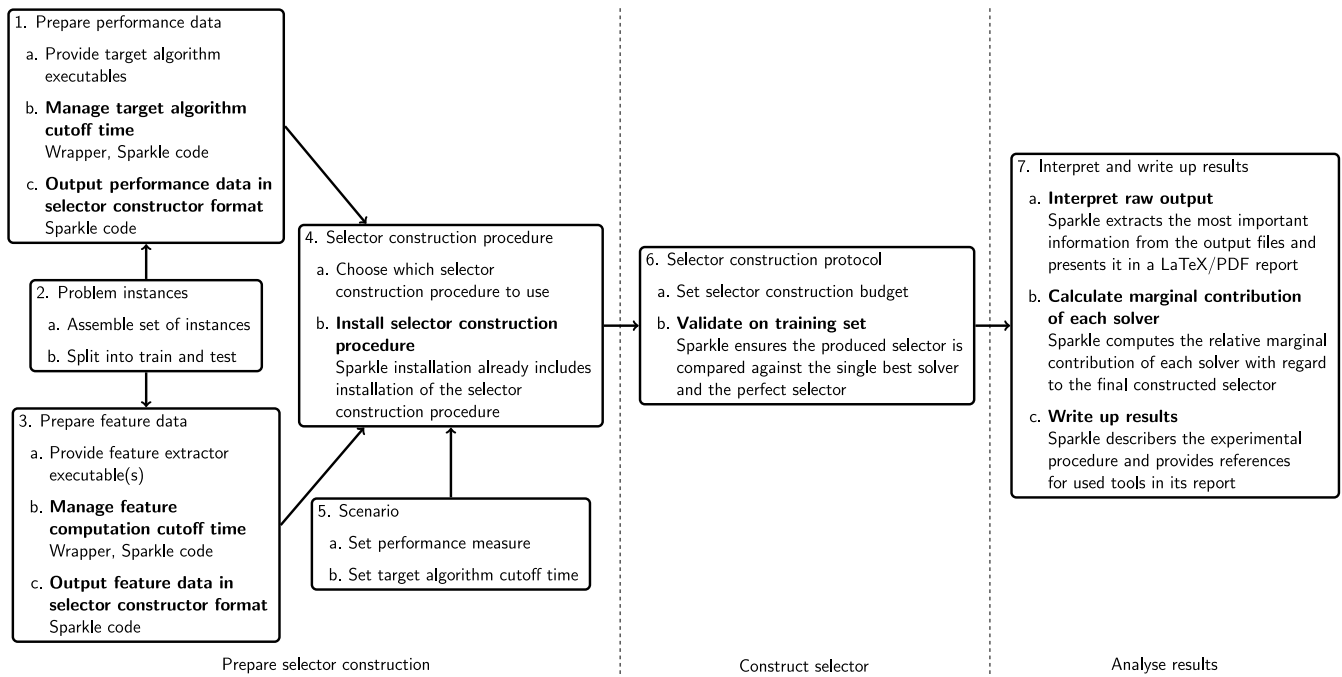 1. Prepare performance data
a. Provide target algorithm
executables
b. Manage target algorithm
cutoff time
Wrapper, Sparkle code
c. Output performance data in
selector constructor format
Sparkle code
2. Problem instances
a. Assemble set of instances
b. Split into train and test
3. Prepare feature data
a. Provide feature extractor
executable(s)
b. Manage feature
computation cutoff time
Wrapper, Sparkle code
c. Output feature data in
selector constructor format
Sparkle code
4. Selector construction procedure
a. Choose which selector
construction procedure to use
b. Install selector construction
procedure
Sparkle installation already includes
installation of the selector
construction procedure
5. Scenario
a. Set performance measure
b. Set target algorithm cutoff time
6. Selector construction protocol
a. Set selector construction budget
b. Validate on training set
Sparkle ensures the produced selector is
compared against the single best solver
and the perfect selector
7. Interpret and write up results
a. Interpret raw output
Sparkle extracts the most important
information from the output files and
presents it in a LaTeX/PDF report
b. Calculate marginal contribution
of each solver
Sparkle computes the relative marginal
contribution of each solver with regard
to the final constructed selector
c. Write up results
Sparkle describers the experimental
procedure and provides references
for used tools in its report
Prepare selector construction
Construct selector
Analyse results